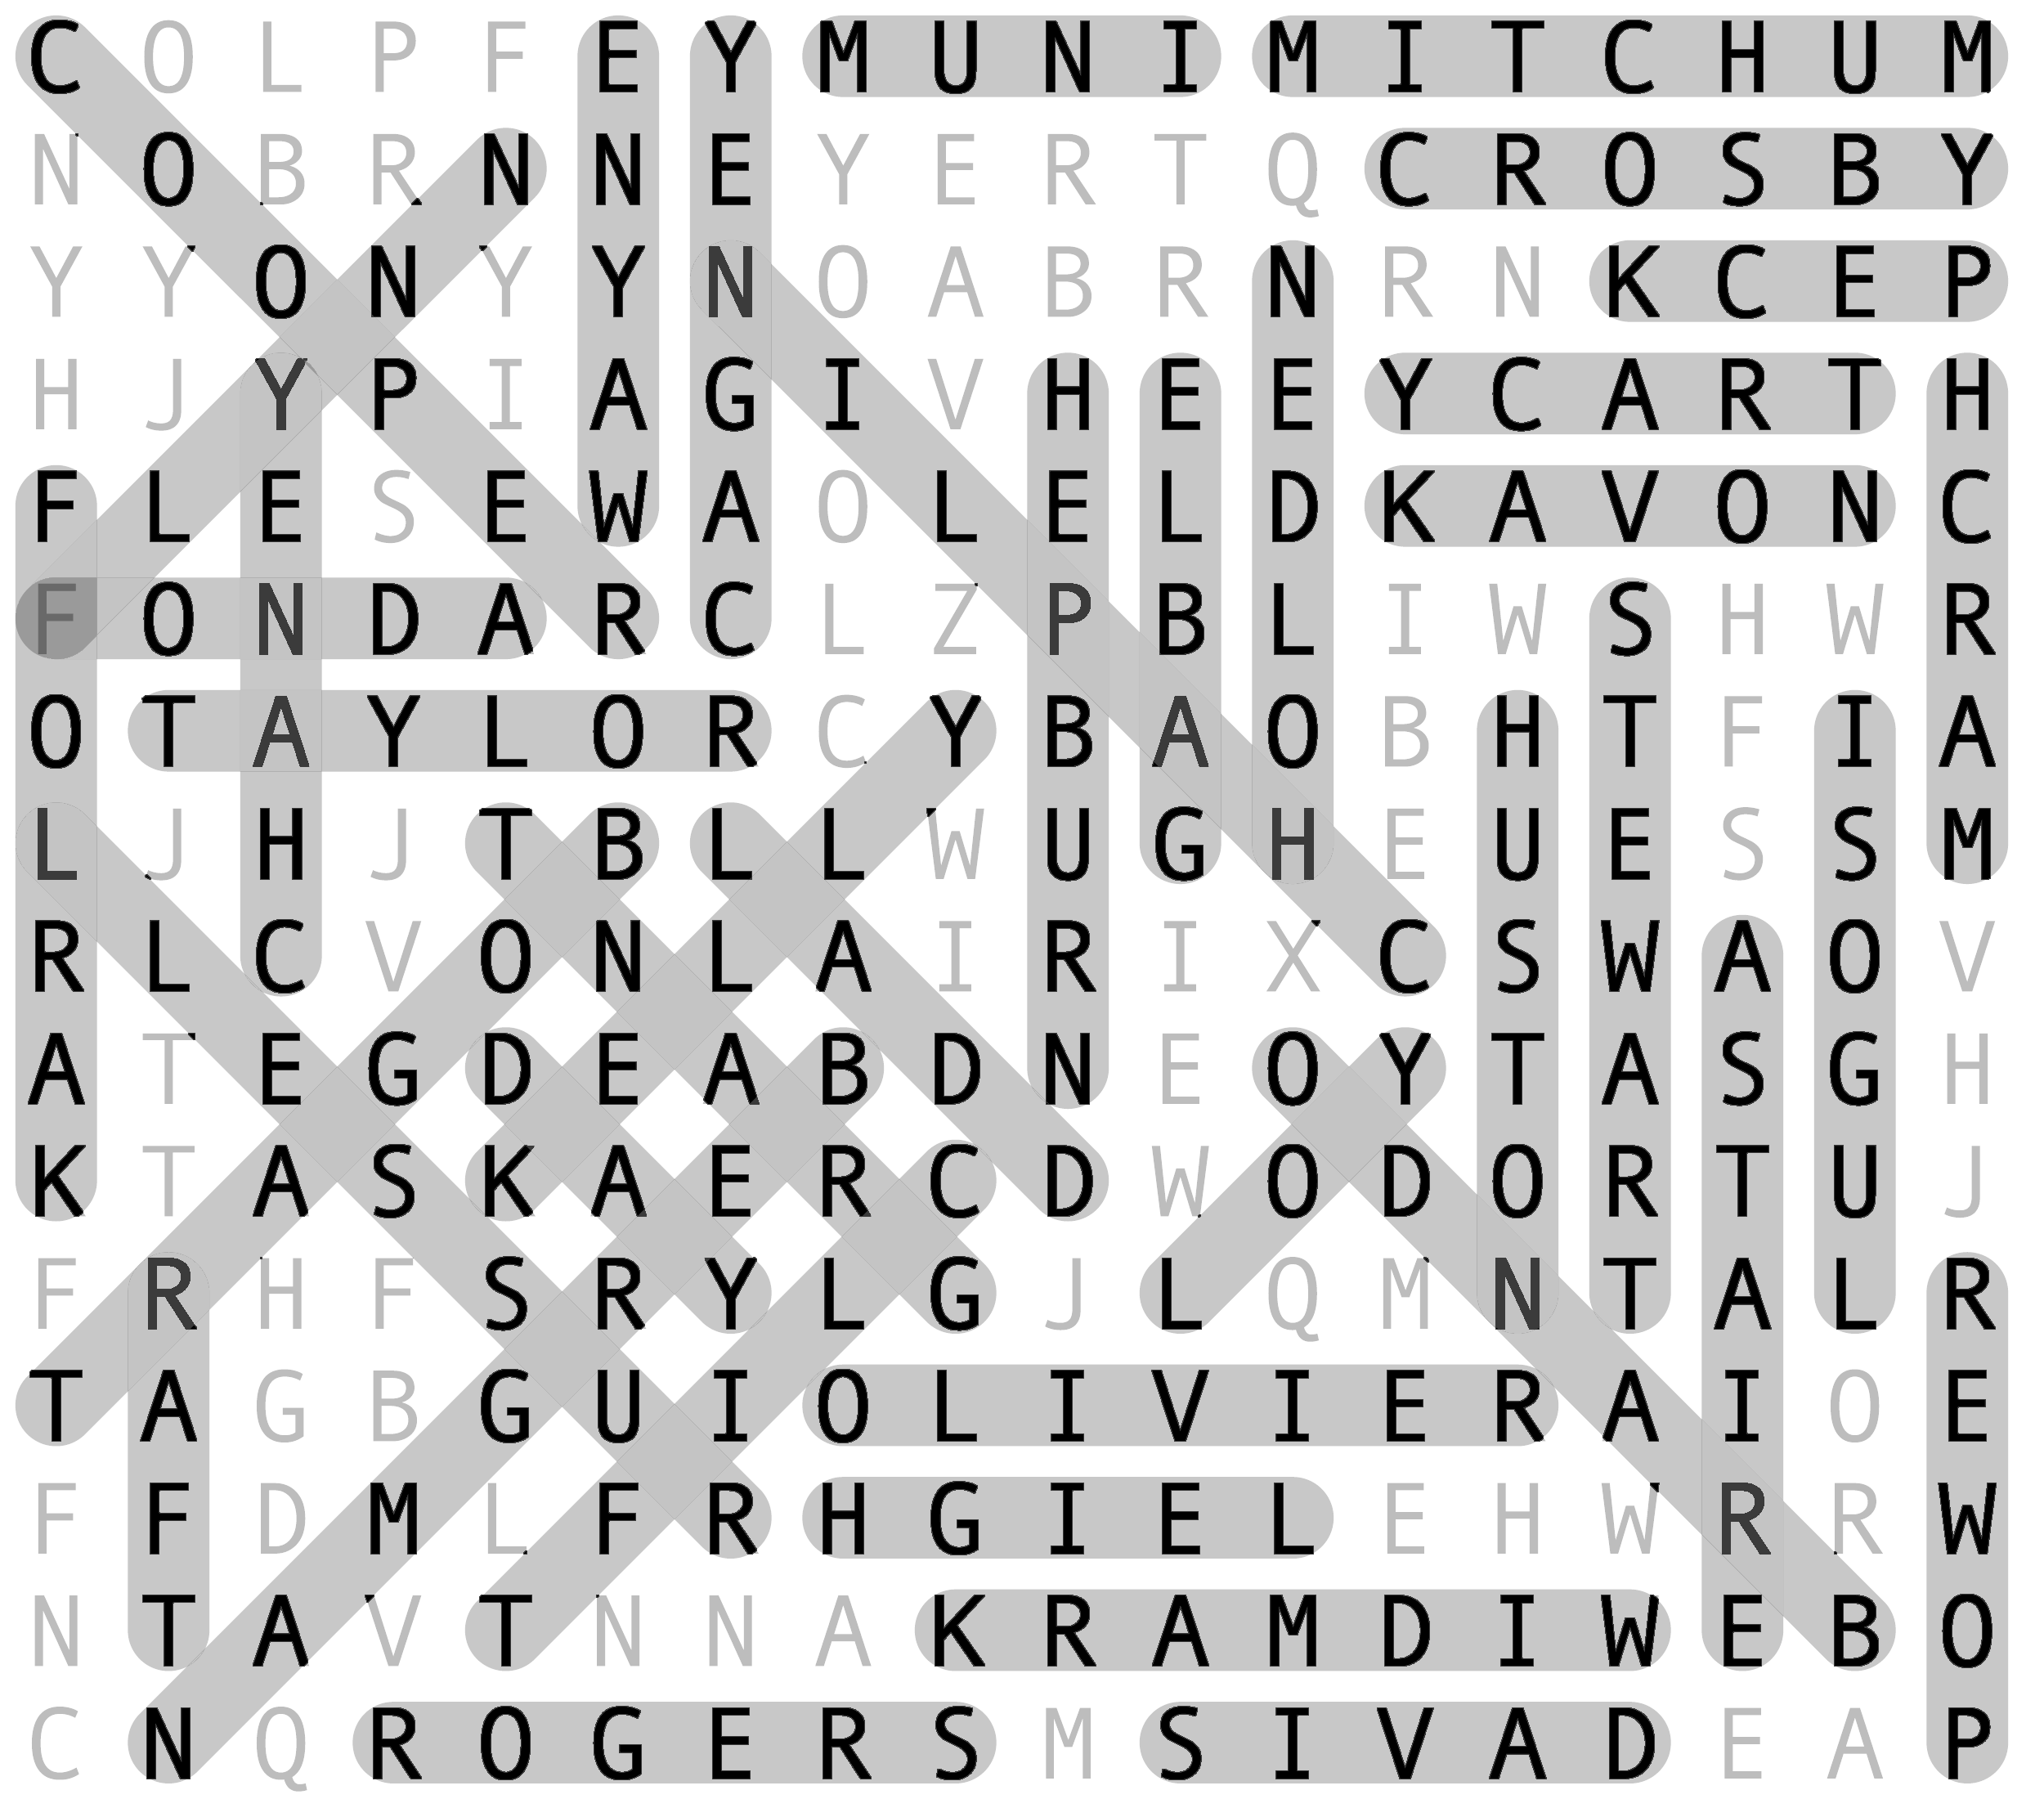 C O L P F E Y M U N I M I T C H U M
N O B R N N E Y E R T Q C R O S B Y
Y Y O N Y Y N O A B R N R N K C E P
H J Y P I A G I V H E E Y C A R T H
F L E S E W A O L E L D K A V O N C
F O N D A R C L Z P B L I W S H W R
O T A Y L O R C Y B A O B H T F I A
L J H J T B L L W U G H E U E S S M
R L C V O N L A I R I X C S W A O V
A T E G D E A B D N E O Y T A S G H
K T A S K A E R C D W O D O R T U J
F R H F S R Y L G J L Q M N T A L R
T A G B G U I O L I V I E R A I O E
F F D M L F R H G I E L E H W R R W
N T A V T N N A K R A M D I W E B O
C N Q R O G E R S M S I V A D E A P